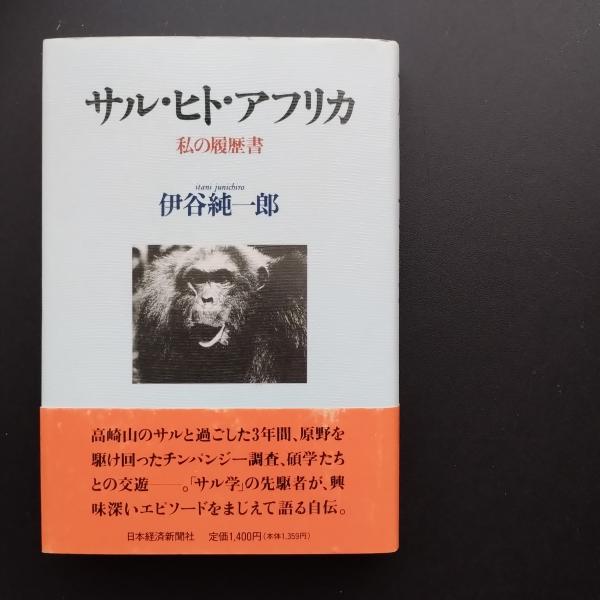 サル・ヒト・アフリカ
私の履歴書
itani junichiro
伊谷純一郎
高崎山のサルと過ごした3年間、原野を
駆け回ったチンパンジー調査、碩学たち
との交遊――。「サル学」の先駆者が、興
味深いエピソードをまじえて語る自伝。
日本経済新聞社 定価1,400円(本体1,359円)